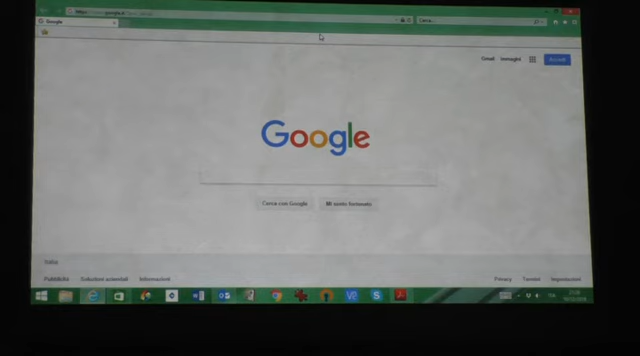 Google
Cerca...
Gmail Immagini Accedi
Google
Cerca con Google Mi sento fortunato
Italia
Pubblicità Soluzioni aziendali Informazioni
Privacy Termini Impostazioni